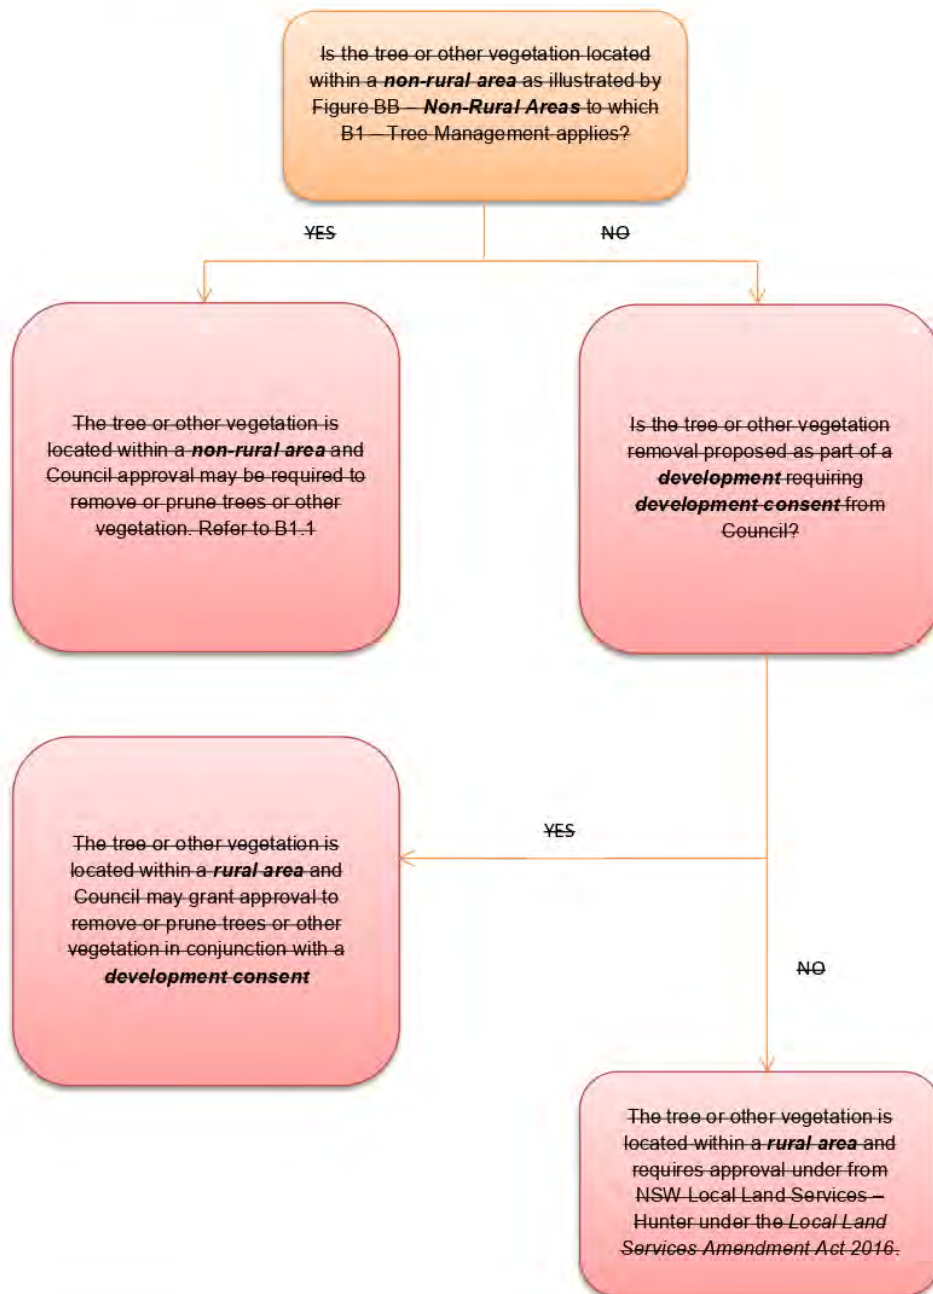 Is the tree or other vegetation located
within a non-rural area as illustrated by
Figure BB – Non-Rural Areas to which
B1 – Tree Management applies?
YES
NO
The tree or other vegetation is
located within a non-rural area and
Council approval may be required to
remove or prune trees or other
vegetation. Refer to B1.1
Is the tree or other vegetation
removal proposed as part of a
development requiring
development consent from
Council?
YES
The tree or other vegetation is
located within a rural area and
Council may grant approval to
remove or prune trees or other
vegetation in conjunction with a
development consent
NO
The tree or other vegetation is
located within a rural area and
requires approval under from
NSW Local Land Services –
Hunter under the Local Land
Services Amendment Act 2016.